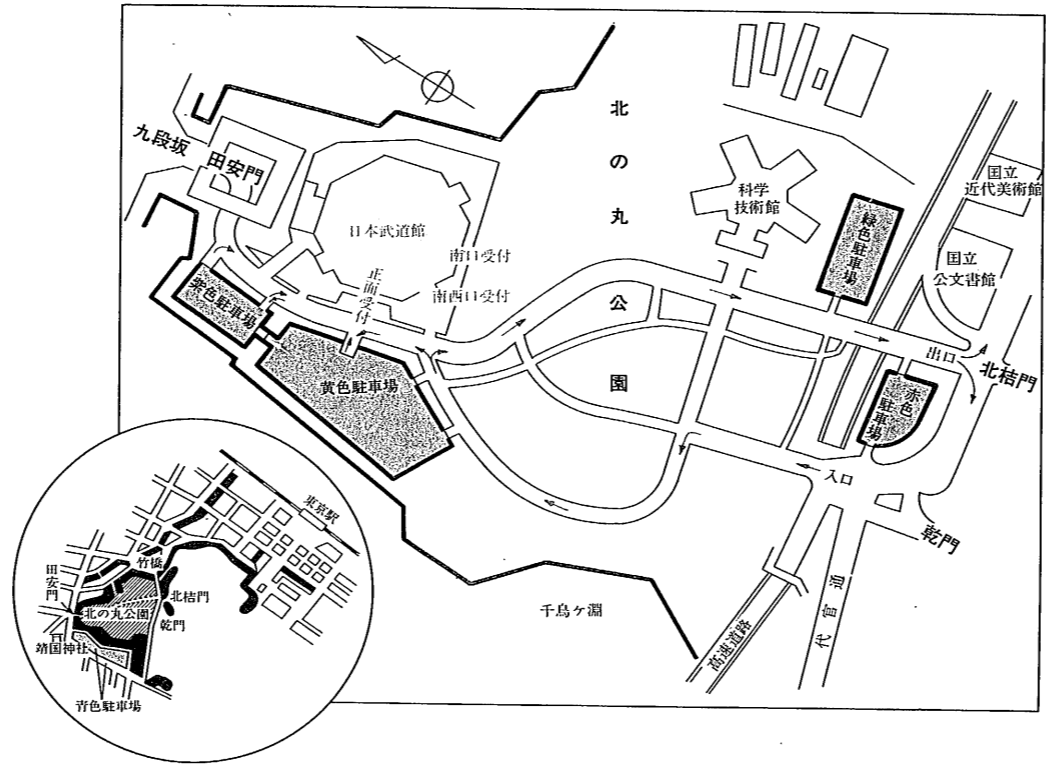 九段坂
田安門
北の丸公園
日本武道館
南口受付
南西口受付
正面受付
紫色駐車場
黄色駐車場
科学
技術館
緑色駐車場
国立
近代美術館
国立
公文書館
出口
北桔門
赤色
駐車場
入口
乾門
千鳥ヶ淵
高速道路
代官通
東京駅
竹橋
田安門
北の丸公園
北桔門
乾門
靖国神社
青色駐車場